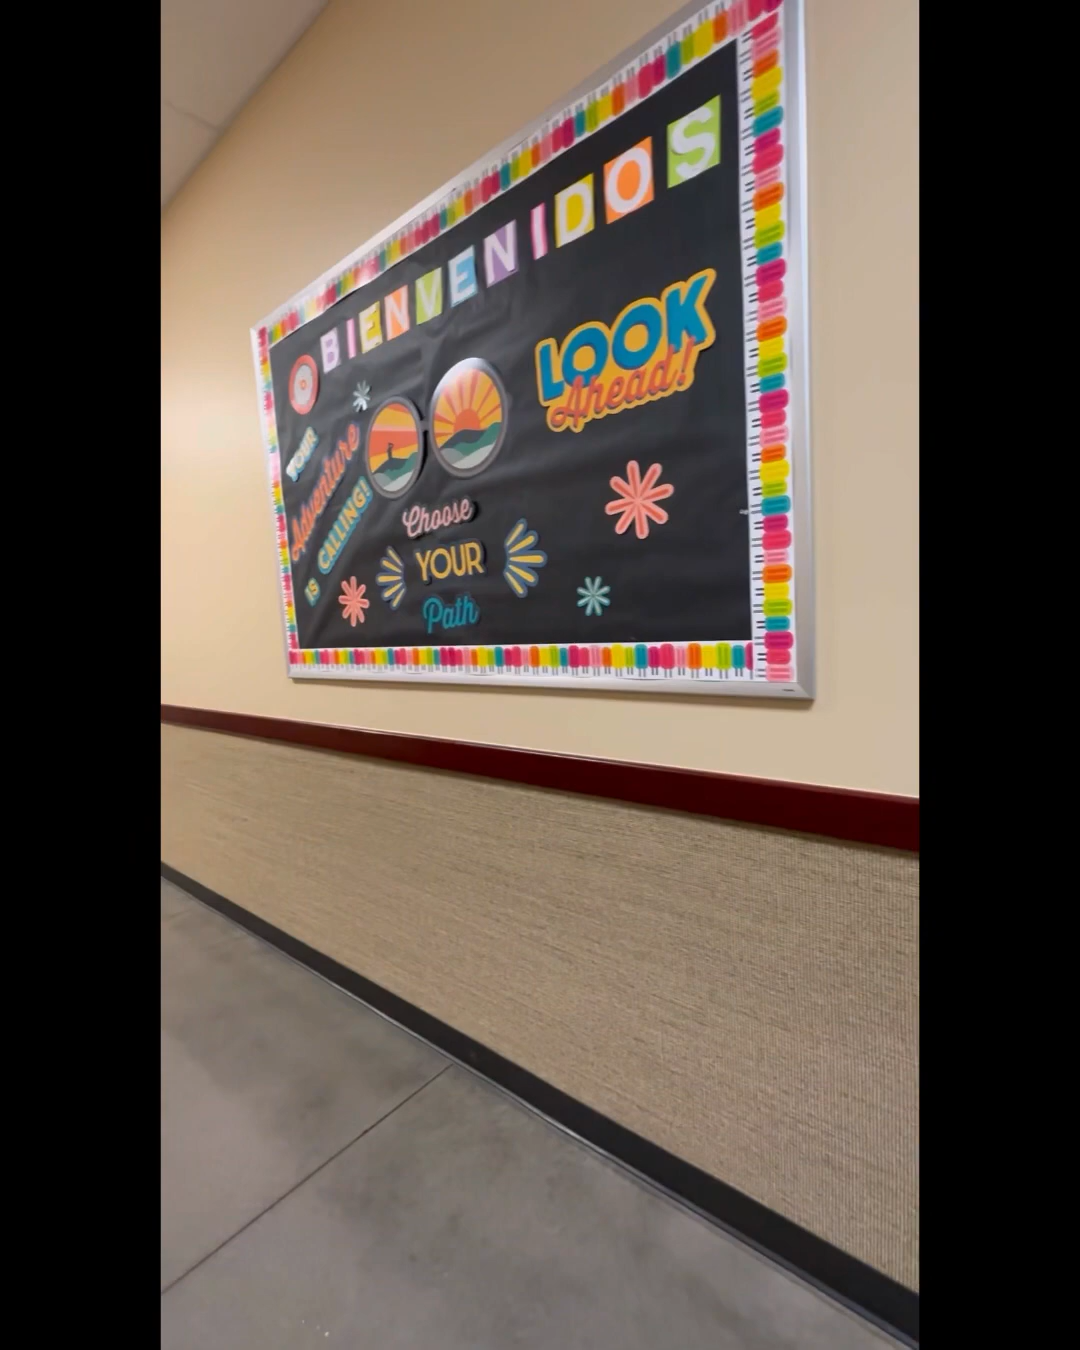 BIENVENIDOS
LOOK
Ahead!
YOUR
Adventure
IS CALLING!
Choose
YOUR
Path